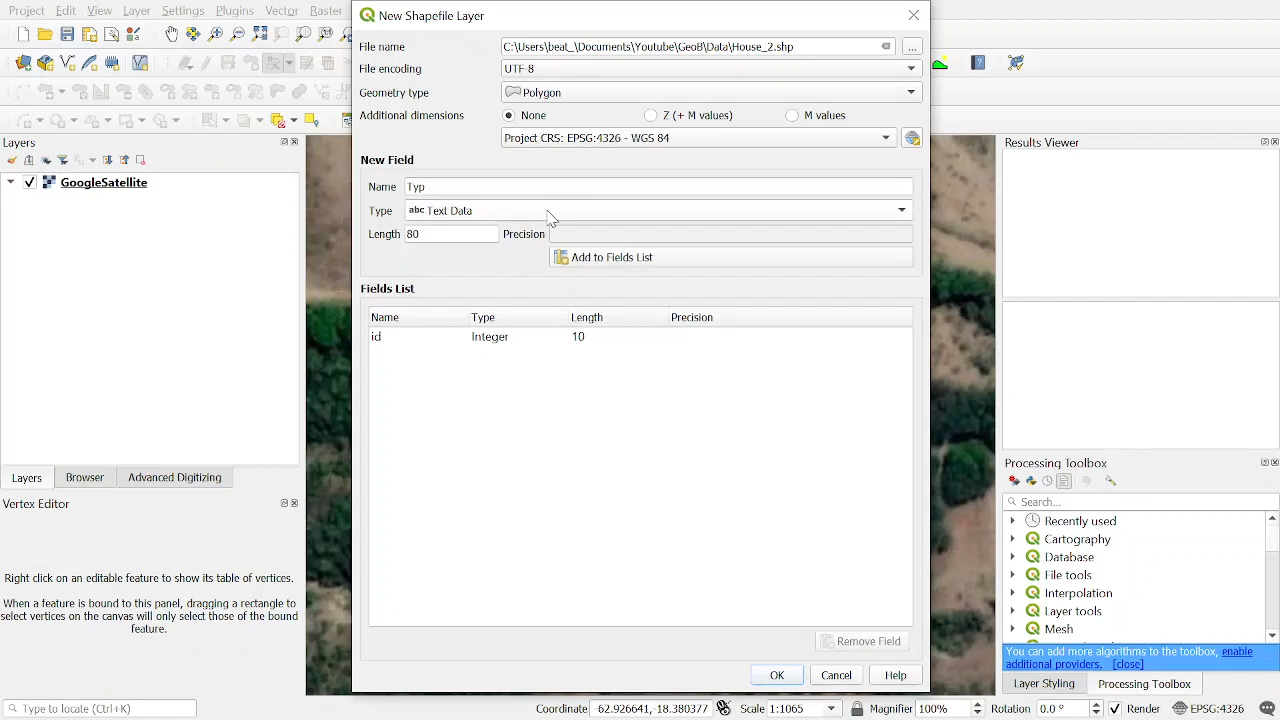 Project Edit View Layer Settings Plugins Vector Raster
New Shapefile Layer
File name C:\Users\beat_\Documents\Youtube\GeoB\Data\House_2.shp ...
File encoding UTF-8
Geometry type Polygon
Additional dimensions None Z (+ M values) M values
Project CRS: EPSG:4326 - WGS 84
New Field
Name Typ
Type abc Text Data
Length 80 Precision
Add to Fields List
Fields List
Name Type Length Precision
id Integer 10
Remove Field
OK Cancel Help
Layers
GoogleSatellite
Layers Browser Advanced Digitizing
Vertex Editor
Right click on an editable feature to show its table of vertices.
When a feature is bound to this panel, dragging a rectangle to
select vertices on the canvas will only select those of the bound
feature.
Results Viewer
Processing Toolbox
Search...
Recently used
Cartography
Database
File tools
Interpolation
Layer tools
Mesh
You can add more algorithms to the toolbox, enable
additional providers. [close]
Layer Styling Processing Toolbox
Type to locate (Ctrl+K) Coordinate -62.926641,-18.380377 Scale 1:1065 Magnifier 100% Rotation 0.0 ° Render EPSG:4326